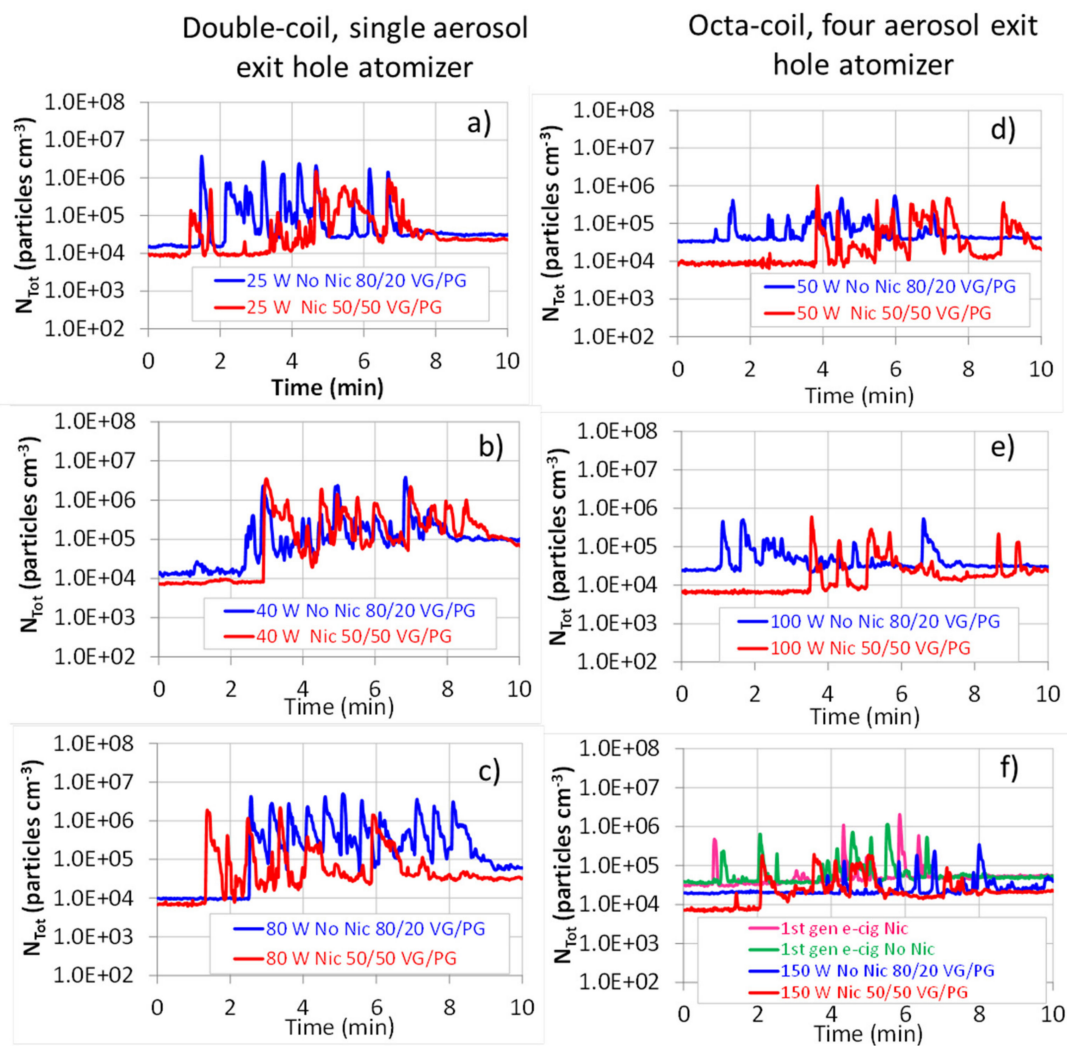 Double-coil, single aerosol
exit hole atomizer
Octa-coil, four aerosol exit
hole atomizer
a)
N_Tot (particles cm⁻³)
1.0E+08
1.0E+07
1.0E+06
1.0E+05
1.0E+04
1.0E+03
1.0E+02
25 W No Nic 80/20 VG/PG
25 W Nic 50/50 VG/PG
0 2 4 6 8 10
Time (min)
d)
N_Tot (particles cm⁻³)
1.0E+08
1.0E+07
1.0E+06
1.0E+05
1.0E+04
1.0E+03
1.0E+02
50 W No Nic 80/20 VG/PG
50 W Nic 50/50 VG/PG
0 2 4 6 8 10
Time (min)
b)
N_Tot (particles cm⁻³)
1.0E+08
1.0E+07
1.0E+06
1.0E+05
1.0E+04
1.0E+03
1.0E+02
40 W No Nic 80/20 VG/PG
40 W Nic 50/50 VG/PG
0 2 4 6 8 10
Time (min)
e)
N_Tot (particles cm⁻³)
1.0E+08
1.0E+07
1.0E+06
1.0E+05
1.0E+04
1.0E+03
1.0E+02
100 W No Nic 80/20 VG/PG
100 W Nic 50/50 VG/PG
0 2 4 6 8 10
Time (min)
c)
N_Tot (particles cm⁻³)
1.0E+08
1.0E+07
1.0E+06
1.0E+05
1.0E+04
1.0E+03
1.0E+02
80 W No Nic 80/20 VG/PG
80 W Nic 50/50 VG/PG
0 2 4 6 8 10
Time (min)
f)
N_Tot (particles cm⁻³)
1.0E+08
1.0E+07
1.0E+06
1.0E+05
1.0E+04
1.0E+03
1.0E+02
1st gen e-cig Nic
1st gen e-cig No Nic
150 W No Nic 80/20 VG/PG
150 W Nic 50/50 VG/PG
0 2 4 6 8 10
Time (min)